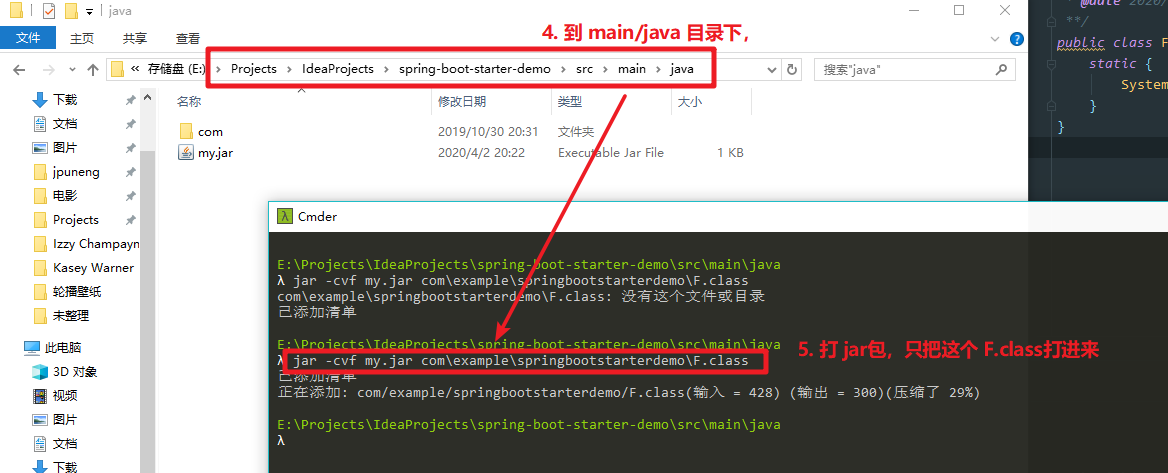 java
文件
主页
共享
查看
4. 到 main/java 目录下，
« 存储盘 (E:) › Projects › IdeaProjects › spring-boot-starter-demo › src › main › java
搜索"java"
下载
文档
图片
jpuneng
电影
Projects
Izzy Champayn
Kasey Warner
轮播壁纸
未整理
此电脑
3D 对象
视频
图片
文档
下载
名称 修改日期 类型 大小
com 2019/10/30 20:31 文件夹
my.jar 2020/4/2 20:22 Executable Jar File 1 KB
* @date 2020/
**/
public class F
static {
System
}
}
λ Cmder
E:\Projects\IdeaProjects\spring-boot-starter-demo\src\main\java
λ jar -cvf my.jar com\example\springbootstarterdemo\F.class
com\example\springbootstarterdemo\F.class: 没有这个文件或目录
已添加清单
E:\Projects\IdeaProjects\spring-boot-starter-demo\src\main\java
λ jar -cvf my.jar com\example\springbootstarterdemo\F.class
已添加清单
正在添加: com/example/springbootstarterdemo/F.class(输入 = 428) (输出 = 300)(压缩了 29%)
E:\Projects\IdeaProjects\spring-boot-starter-demo\src\main\java
λ
5. 打 jar包，只把这个 F.class打进来